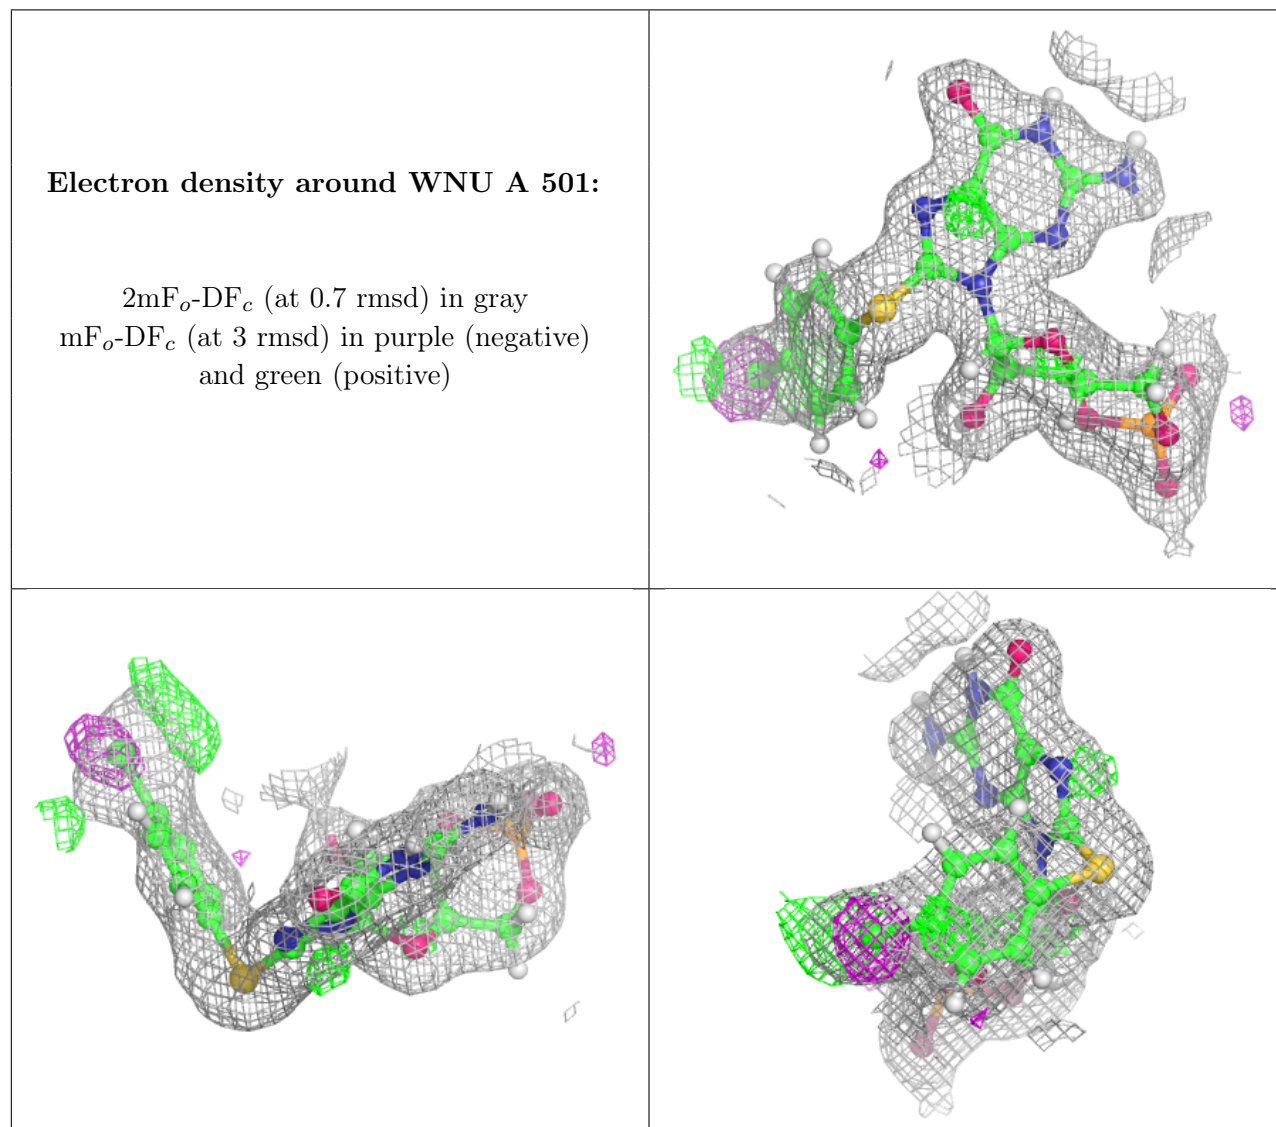 Electron density around WNU A 501:
2mFo-DFc (at 0.7 rmsd) in gray
mFo-DFc (at 3 rmsd) in purple (negative)
and green (positive)